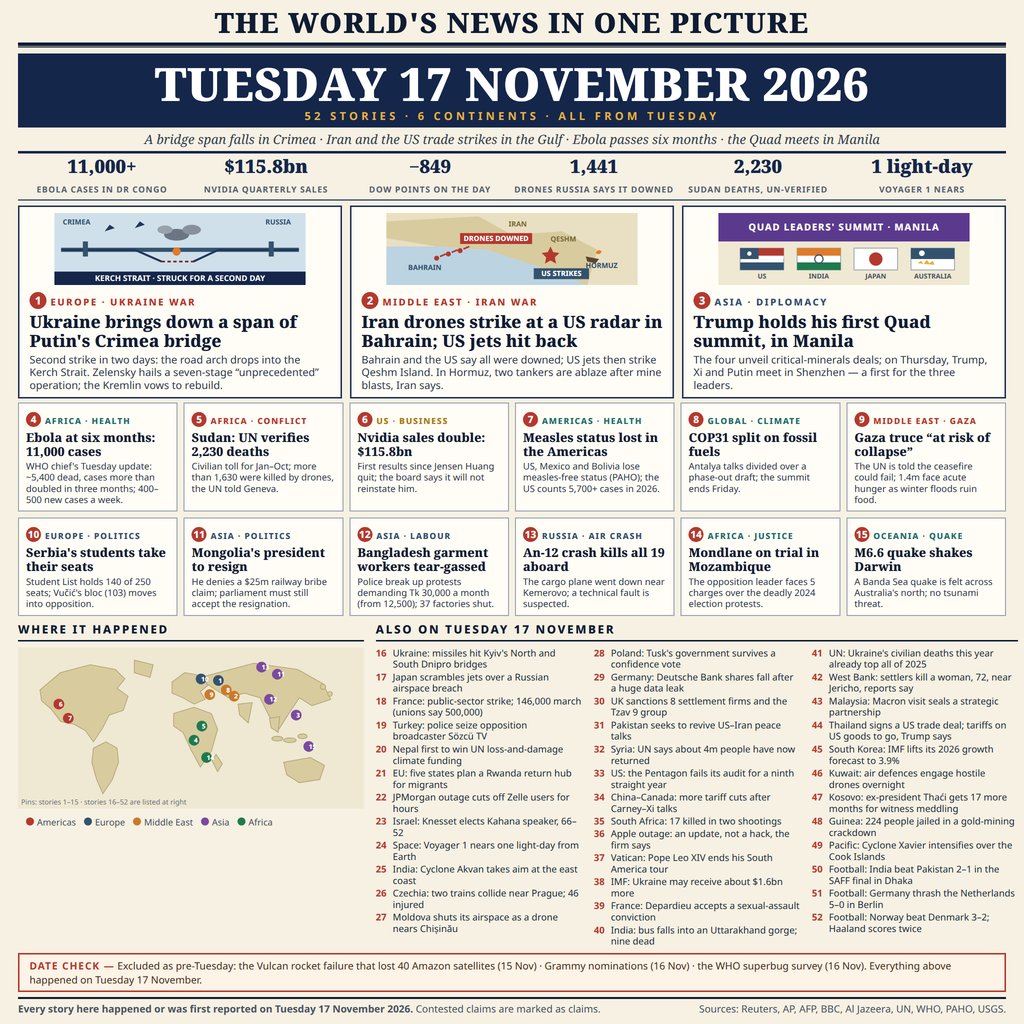 THE WORLD'S NEWS IN ONE PICTURE
TUESDAY 17 NOVEMBER 2026
52 STORIES · 6 CONTINENTS · ALL FROM TUESDAY
A bridge span falls in Crimea · Iran and the US trade strikes in the Gulf · Ebola passes six months · the Quad meets in Manila
11,000+
EBOLA CASES IN DR CONGO
$115.8bn
NVIDIA QUARTERLY SALES
−849
DOW POINTS ON THE DAY
1,441
DRONES RUSSIA SAYS IT DOWNED
2,230
SUDAN DEATHS, UN-VERIFIED
1 light-day
VOYAGER 1 NEARS
CRIMEA
RUSSIA
KERCH STRAIT · STRUCK FOR A SECOND DAY
1 EUROPE · UKRAINE WAR
Ukraine brings down a span of
Putin's Crimea bridge
Second strike in two days: the road arch drops into the
Kerch Strait. Zelensky hails a seven-stage “unprecedented”
operation; the Kremlin vows to rebuild.
IRAN
DRONES DOWNED
QESHM
BAHRAIN
HORMUZ
US STRIKES
2 MIDDLE EAST · IRAN WAR
Iran drones strike at a US radar in
Bahrain; US jets hit back
Bahrain and the US say all were downed; US jets then strike
Qeshm Island. In Hormuz, two tankers are ablaze after mine
blasts, Iran says.
QUAD LEADERS' SUMMIT · MANILA
US
INDIA
JAPAN
AUSTRALIA
3 ASIA · DIPLOMACY
Trump holds his first Quad
summit, in Manila
The four unveil critical-minerals deals; on Thursday, Trump,
Xi and Putin meet in Shenzhen — a first for the three
leaders.
4 AFRICA · HEALTH
Ebola at six months:
11,000 cases
WHO chief's Tuesday update:
~5,400 dead, cases more than
doubled in three months; 400–
500 new cases a week.
5 AFRICA · CONFLICT
Sudan: UN verifies
2,230 deaths
Civilian toll for Jan–Oct; more
than 1,630 were killed by drones,
the UN told Geneva.
6 US · BUSINESS
Nvidia sales double:
$115.8bn
First results since Jensen Huang
quit; the board says it will not
reinstate him.
7 AMERICAS · HEALTH
Measles status lost in
the Americas
US, Mexico and Bolivia lose
measles-free status (PAHO); the
US counts 5,700+ cases in 2026.
8 GLOBAL · CLIMATE
COP31 split on fossil
fuels
Antalya talks divided over a
phase-out draft; the summit
ends Friday.
9 MIDDLE EAST · GAZA
Gaza truce “at risk of
collapse”
The UN is told the ceasefire
could fail; 1.4m face acute
hunger as winter floods ruin
food.
10 EUROPE · POLITICS
Serbia's students take
their seats
Student List holds 140 of 250
seats; Vučić's bloc (103) moves
into opposition.
11 ASIA · POLITICS
Mongolia's president
to resign
He denies a $25m railway bribe
claim; parliament must still
accept the resignation.
12 ASIA · LABOUR
Bangladesh garment
workers tear-gassed
Police break up protests
demanding Tk 30,000 a month
(from 12,500); 37 factories shut.
13 RUSSIA · AIR CRASH
An-12 crash kills all 19
aboard
The cargo plane went down near
Kemerovo; a technical fault is
suspected.
14 AFRICA · JUSTICE
Mondlane on trial in
Mozambique
The opposition leader faces 5
charges over the deadly 2024
election protests.
15 OCEANIA · QUAKE
M6.6 quake shakes
Darwin
A Banda Sea quake is felt across
Australia's north; no tsunami
threat.
WHERE IT HAPPENED
Pins: stories 1–15 · stories 16–52 are listed at right
Americas
Europe
Middle East
Asia
Africa
ALSO ON TUESDAY 17 NOVEMBER
16 Ukraine: missiles hit Kyiv's North and
South Dnipro bridges
17 Japan scrambles jets over a Russian
airspace breach
18 France: public-sector strike; 146,000 march
(unions say 500,000)
19 Turkey: police seize opposition
broadcaster Sözcü TV
20 Nepal first to win UN loss-and-damage
climate funding
21 EU: five states plan a Rwanda return hub
for migrants
22 JPMorgan outage cuts off Zelle users for
hours
23 Israel: Knesset elects Kahana speaker, 66–
52
24 Space: Voyager 1 nears one light-day from
Earth
25 India: Cyclone Akvan takes aim at the east
coast
26 Czechia: two trains collide near Prague; 46
injured
27 Moldova shuts its airspace as a drone
nears Chișinău
28 Poland: Tusk's government survives a
confidence vote
29 Germany: Deutsche Bank shares fall after
a huge data leak
30 UK sanctions 8 settlement firms and the
Tzav 9 group
31 Pakistan seeks to revive US–Iran peace
talks
32 Syria: UN says about 4m people have now
returned
33 US: the Pentagon fails its audit for a ninth
straight year
34 China–Canada: more tariff cuts after
Carney–Xi talks
35 South Africa: 17 killed in two shootings
36 Apple outage: an update, not a hack, the
firm says
37 Vatican: Pope Leo XIV ends his South
America tour
38 IMF: Ukraine may receive about $1.6bn
more
39 France: Depardieu accepts a sexual-assault
conviction
40 India: bus falls into an Uttarakhand gorge;
nine dead
41 UN: Ukraine's civilian deaths this year
already top all of 2025
42 West Bank: settlers kill a woman, 72, near
Jericho, reports say
43 Malaysia: Macron visit seals a strategic
partnership
44 Thailand signs a US trade deal; tariffs on
US goods to go, Trump says
45 South Korea: IMF lifts its 2026 growth
forecast to 3.9%
46 Kuwait: air defences engage hostile
drones overnight
47 Kosovo: ex-president Thaçi gets 17 more
months for witness meddling
48 Guinea: 224 people jailed in a gold-mining
crackdown
49 Pacific: Cyclone Xavier intensifies over the
Cook Islands
50 Football: India beat Pakistan 2–1 in the
SAFF final in Dhaka
51 Football: Germany thrash the Netherlands
5–0 in Berlin
52 Football: Norway beat Denmark 3–2;
Haaland scores twice
DATE CHECK — Excluded as pre-Tuesday: the Vulcan rocket failure that lost 40 Amazon satellites (15 Nov) · Grammy nominations (16 Nov) · the WHO superbug survey (16 Nov). Everything above
happened on Tuesday 17 November.
Every story here happened or was first reported on Tuesday 17 November 2026. Contested claims are marked as claims.
Sources: Reuters, AP, AFP, BBC, Al Jazeera, UN, WHO, PAHO, USGS.